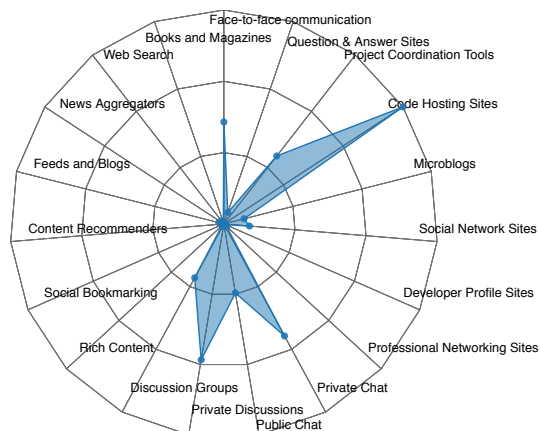 Face-to-face communication
Books and Magazines
Question & Answer Sites
Web Search
Project Coordination Tools
News Aggregators
Code Hosting Sites
Feeds and Blogs
Microblogs
Content Recommenders
Social Network Sites
Social Bookmarking
Developer Profile Sites
Rich Content
Professional Networking Sites
Discussion Groups
Private Chat
Private Discussions
Public Chat